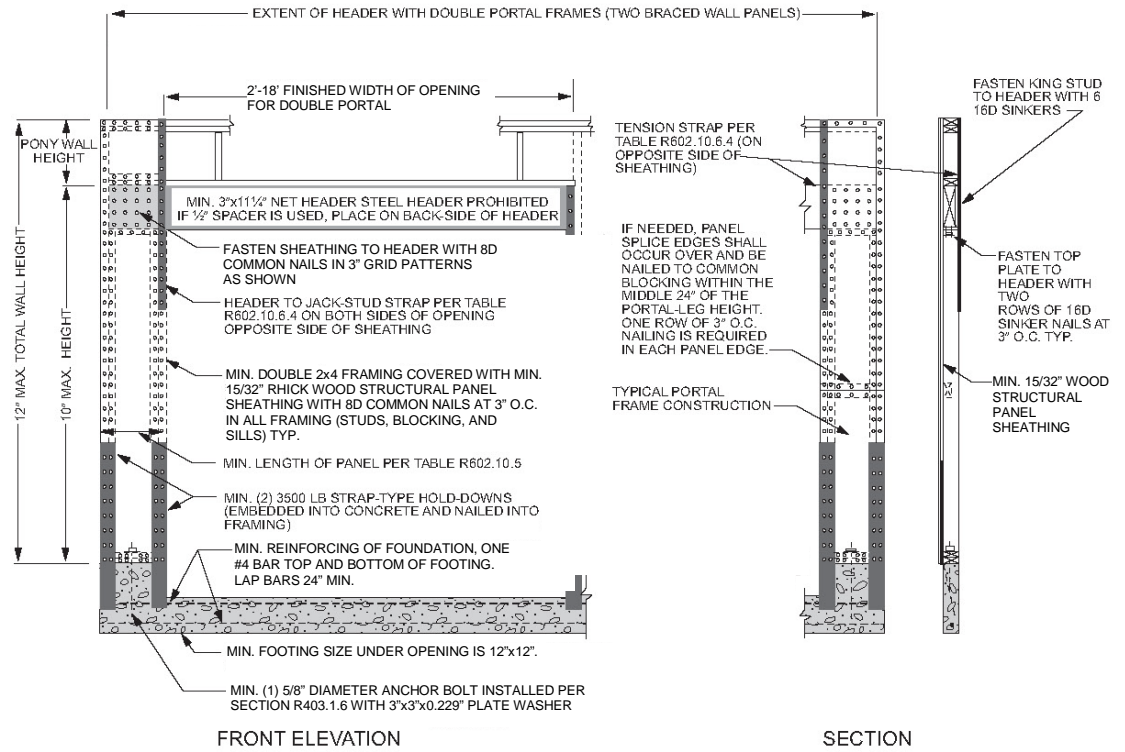 EXTENT OF HEADER WITH DOUBLE PORTAL FRAMES (TWO BRACED WALL PANELS)
2'-18' FINISHED WIDTH OF OPENING
FOR DOUBLE PORTAL
PONY WALL
HEIGHT
12" MAX. TOTAL WALL HEIGHT
10" MAX. HEIGHT
MIN. 3"x11¼" NET HEADER STEEL HEADER PROHIBITED
IF ½" SPACER IS USED, PLACE ON BACK-SIDE OF HEADER
FASTEN SHEATHING TO HEADER WITH 8D
COMMON NAILS IN 3" GRID PATTERNS
AS SHOWN
HEADER TO JACK-STUD STRAP PER TABLE
R602.10.6.4 ON BOTH SIDES OF OPENING
OPPOSITE SIDE OF SHEATHING
MIN. DOUBLE 2x4 FRAMING COVERED WITH MIN.
15/32" RHICK WOOD STRUCTURAL PANEL
SHEATHING WITH 8D COMMON NAILS AT 3" O.C.
IN ALL FRAMING (STUDS, BLOCKING, AND
SILLS) TYP.
MIN. LENGTH OF PANEL PER TABLE R602.10.5
MIN. (2) 3500 LB STRAP-TYPE HOLD-DOWNS
(EMBEDDED INTO CONCRETE AND NAILED INTO
FRAMING)
MIN. REINFORCING OF FOUNDATION, ONE
#4 BAR TOP AND BOTTOM OF FOOTING.
LAP BARS 24" MIN.
MIN. FOOTING SIZE UNDER OPENING IS 12"x12".
MIN. (1) 5/8" DIAMETER ANCHOR BOLT INSTALLED PER
SECTION R403.1.6 WITH 3"x3"x0.229" PLATE WASHER
FRONT ELEVATION
TENSION STRAP PER
TABLE R602.10.6.4 (ON
OPPOSITE SIDE OF
SHEATHING)
IF NEEDED, PANEL
SPLICE EDGES SHALL
OCCUR OVER AND BE
NAILED TO COMMON
BLOCKING WITHIN THE
MIDDLE 24" OF THE
PORTAL-LEG HEIGHT.
ONE ROW OF 3" O.C.
NAILING IS REQUIRED
IN EACH PANEL EDGE.
TYPICAL PORTAL
FRAME CONSTRUCTION
FASTEN KING STUD
TO HEADER WITH 6
16D SINKERS
FASTEN TOP
PLATE TO
HEADER WITH
TWO
ROWS OF 16D
SINKER NAILS AT
3" O.C. TYP.
MIN. 15/32" WOOD
STRUCTURAL
PANEL
SHEATHING
SECTION